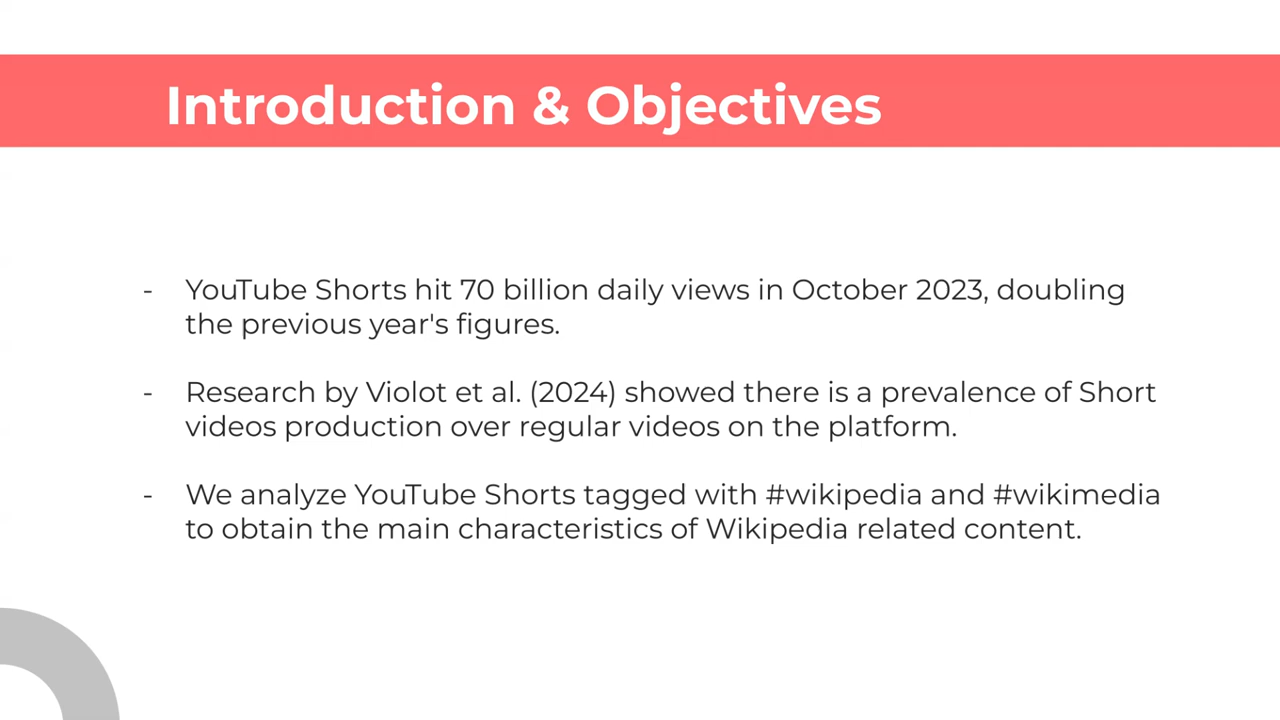 Introduction & Objectives
- YouTube Shorts hit 70 billion daily views in October 2023, doubling
the previous year's figures.
- Research by Violot et al. (2024) showed there is a prevalence of Short
videos production over regular videos on the platform.
- We analyze YouTube Shorts tagged with #wikipedia and #wikimedia
to obtain the main characteristics of Wikipedia related content.